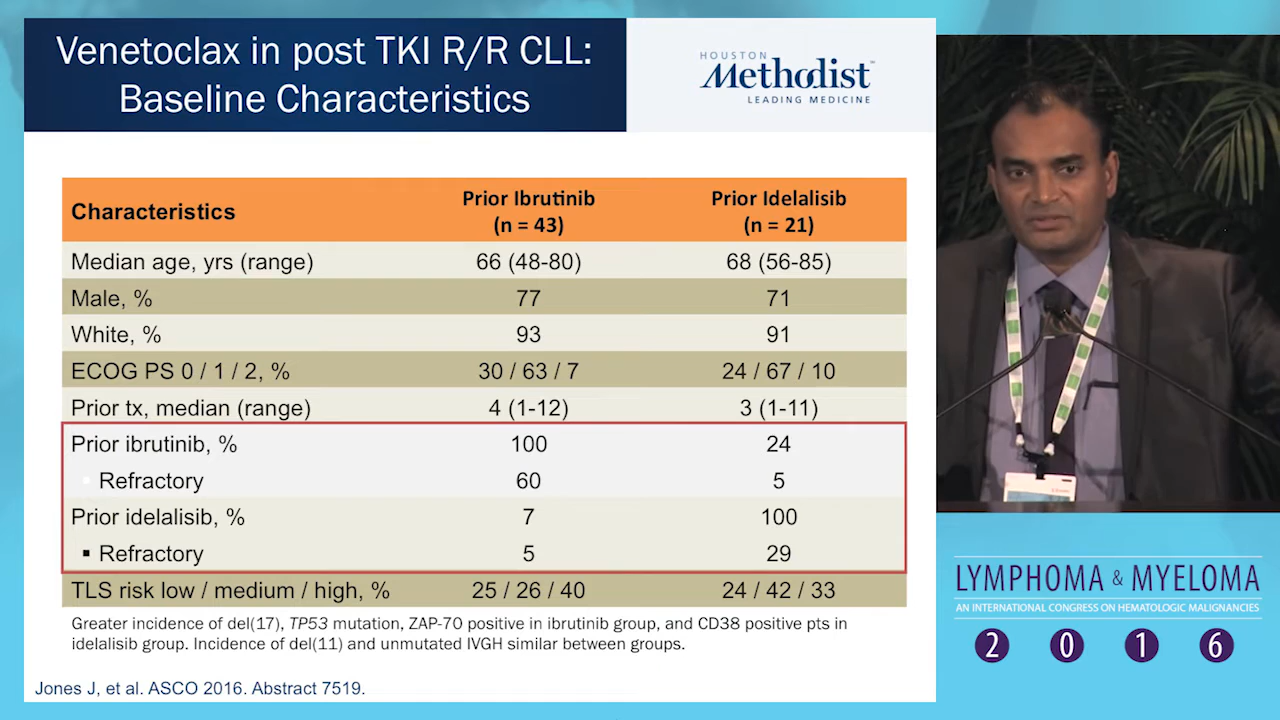 Venetoclax in post TKI R/R CLL:
Baseline Characteristics
HOUSTON
Methodist
LEADING MEDICINE
Characteristics Prior Ibrutinib (n = 43) Prior Idelalisib (n = 21)
Median age, yrs (range) 66 (48-80) 68 (56-85)
Male, % 77 71
White, % 93 91
ECOG PS 0 / 1 / 2, % 30 / 63 / 7 24 / 67 / 10
Prior tx, median (range) 4 (1-12) 3 (1-11)
Prior ibrutinib, % 100 24
Refractory 60 5
Prior idelalisib, % 7 100
▪ Refractory 5 29
TLS risk low / medium / high, % 25 / 26 / 40 24 / 42 / 33
Greater incidence of del(17), TP53 mutation, ZAP-70 positive in ibrutinib group, and CD38 positive pts in
idelalisib group. Incidence of del(11) and unmutated IVGH similar between groups.
Jones J, et al. ASCO 2016. Abstract 7519.
LYMPHOMA & MYELOMA
AN INTERNATIONAL CONGRESS ON HEMATOLOGIC MALIGNANCIES
2 0 1 6